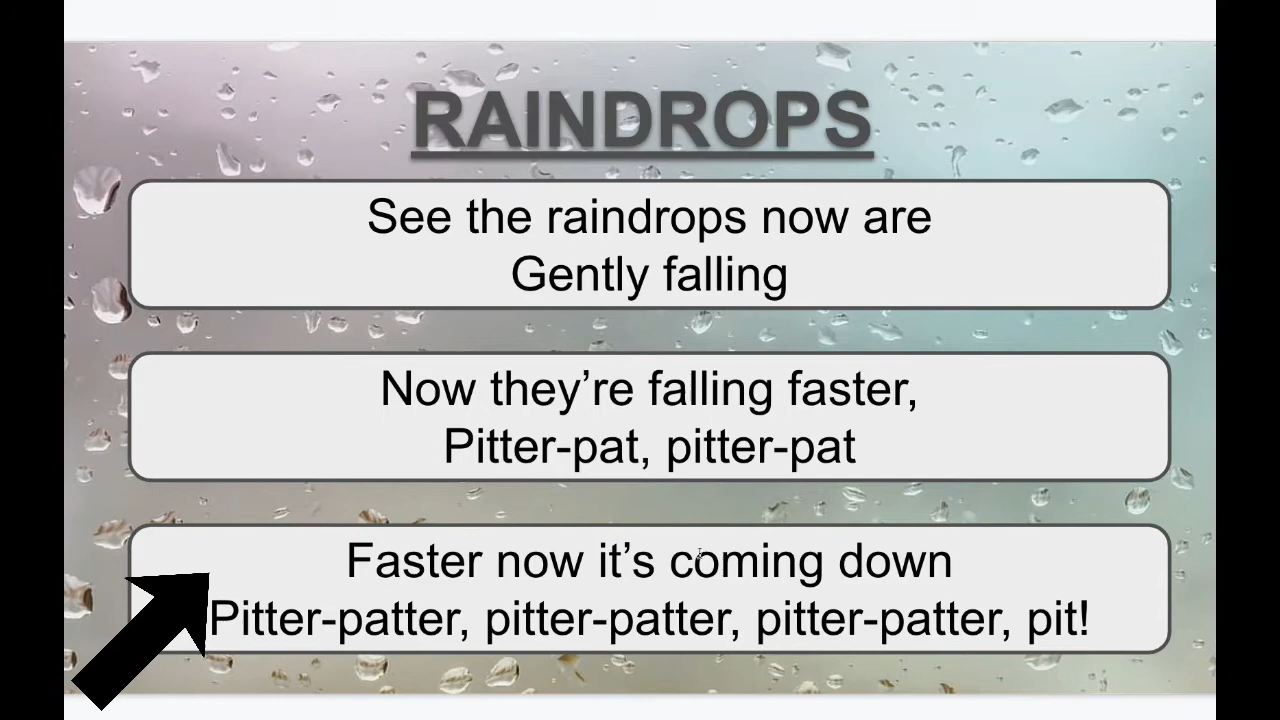 RAINDROPS
See the raindrops now are
Gently falling
Now they’re falling faster,
Pitter-pat, pitter-pat
Faster now it’s coming down
Pitter-patter, pitter-patter, pitter-patter, pit!